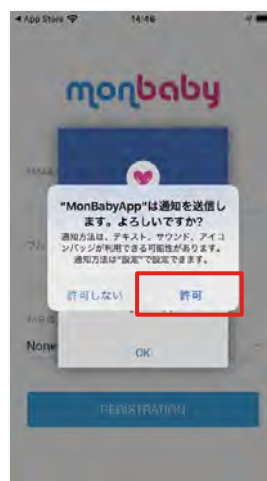 App Store
14:46
monbaby
"MonBabyApp"は通知を送信し
ます。よろしいですか?
通知方法は、テキスト、サウンド、アイコ
ンバッジが利用できる可能性があります。
通知方法は"設定"で設定できます。
許可しない 許可
None
OK
REGISTRATION